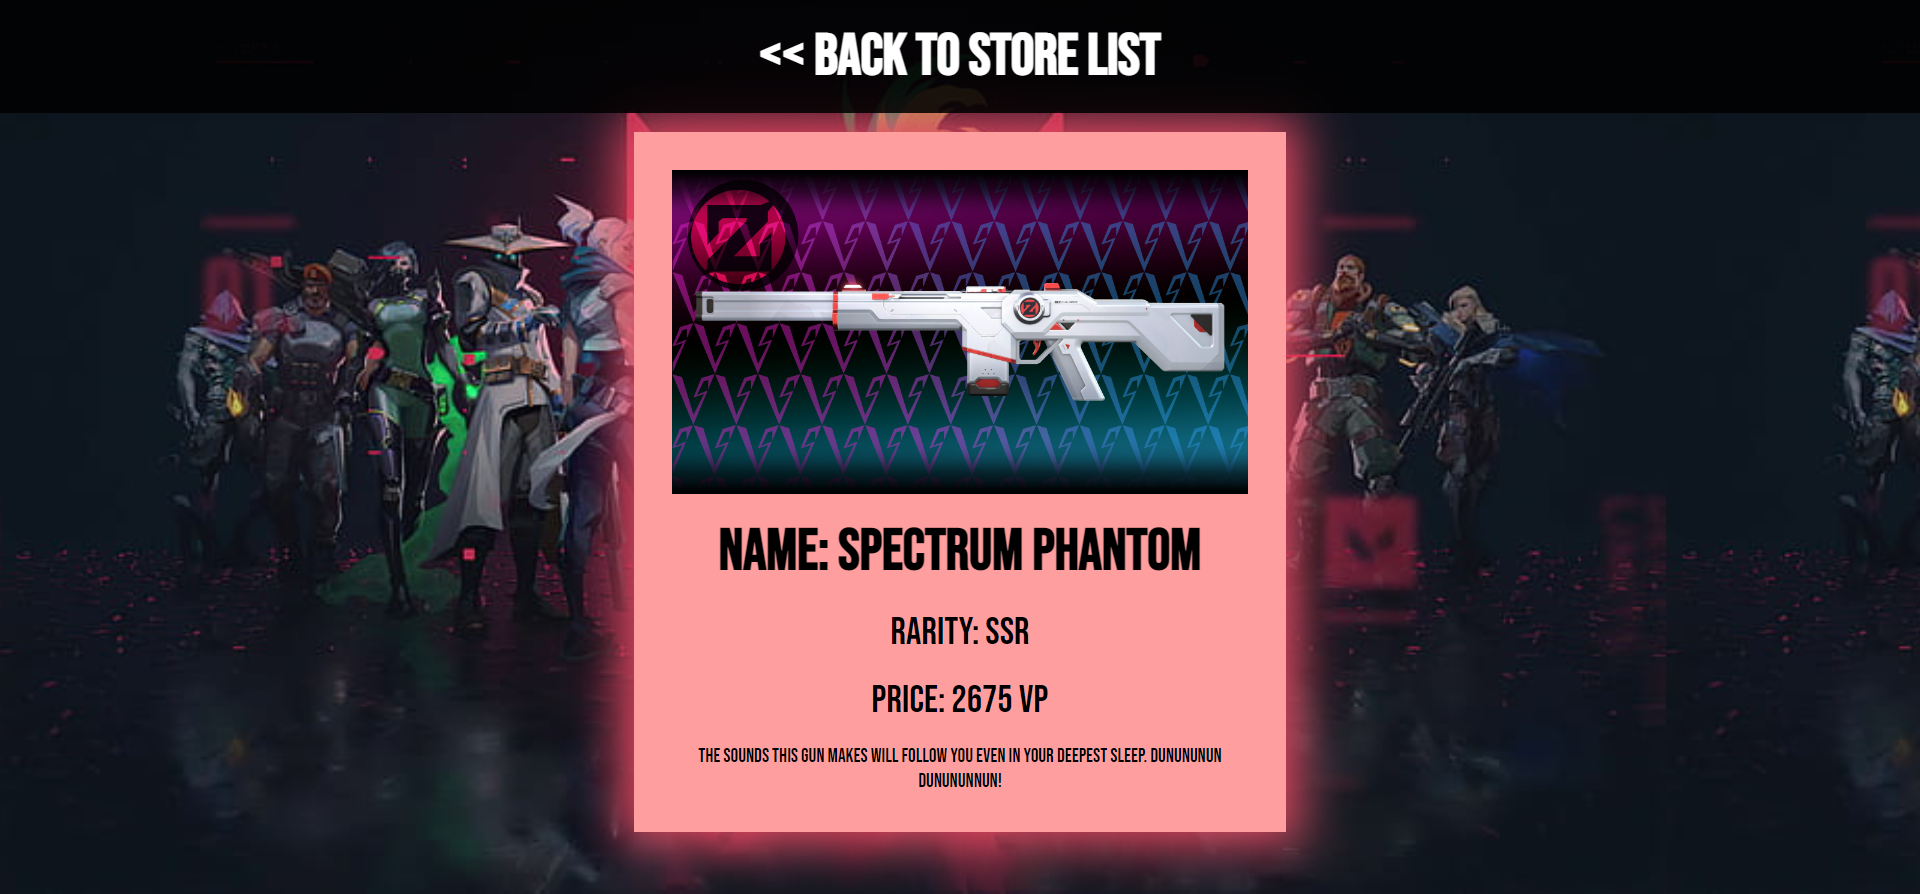 << BACK TO STORE LIST
NAME: SPECTRUM PHANTOM
RARITY: SSR
PRICE: 2675 VP
THE SOUNDS THIS GUN MAKES WILL FOLLOW YOU EVEN IN YOUR DEEPEST SLEEP. DUNUNUNUN
DUNUNUNNUN!